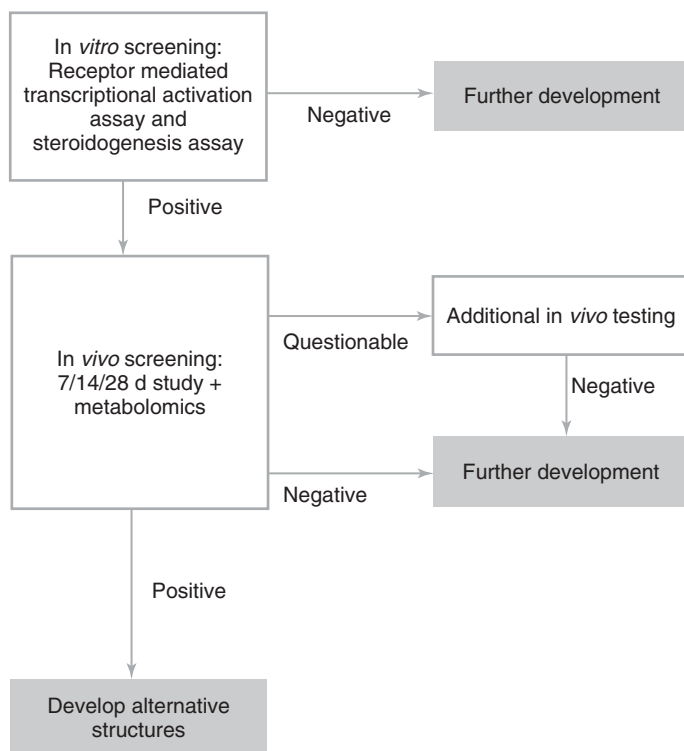 In vitro screening:
Receptor mediated
transcriptional activation
assay and
steroidogenesis assay
Negative
Further development
Positive
In vivo screening:
7/14/28 d study +
metabolomics
Questionable
Additional in vivo testing
Negative
Negative
Further development
Positive
Develop alternative
structures